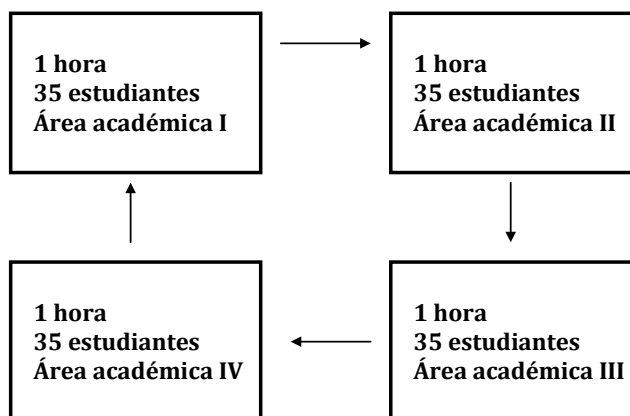 1 hora
35 estudiantes
Área académica I
1 hora
35 estudiantes
Área académica II
1 hora
35 estudiantes
Área académica IV
1 hora
35 estudiantes
Área académica III